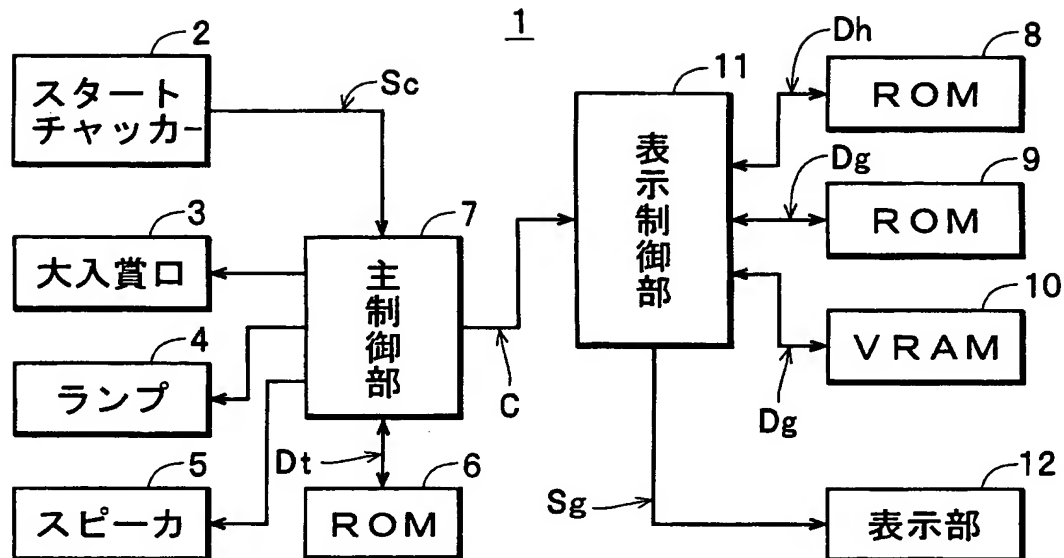 1
2
スタート
チャッカー
Sc
3
大入賞口
4
ランプ
5
スピーカ
7
主制御部
Dt
6
ROM
C
11
表示制御部
Dh
8
ROM
Dg
9
ROM
10
VRAM
Dg
Sg
12
表示部